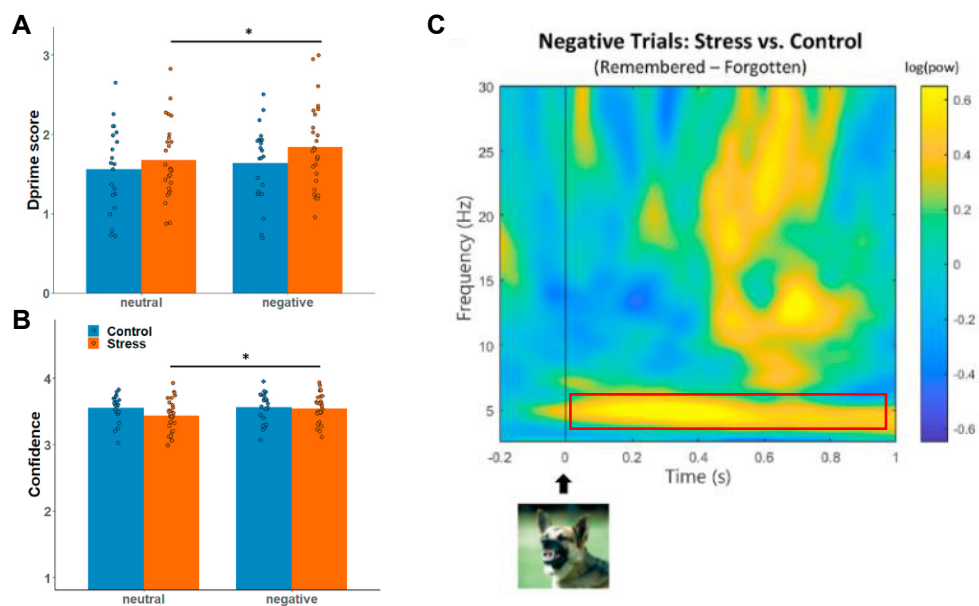 A
*
3
2
1
0
Dprime score
neutral
negative
B
Control
Stress
*
4
3
2
1
Confidence
neutral
negative
C
Negative Trials: Stress vs. Control
(Remembered – Forgotten)
log(pow)
30
25
20
15
10
5
Frequency (Hz)
-0.2
0
0.2
0.4
0.6
0.8
1
Time (s)
0.6
0.4
0.2
0
-0.2
-0.4
-0.6